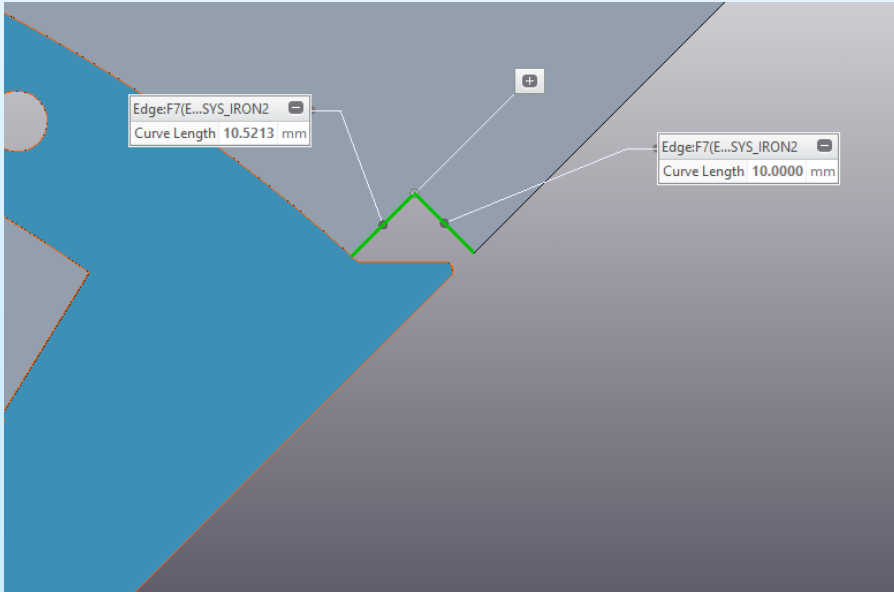 Edge:F7(E...SYS_IRON2
Curve Length 10.5213 mm
Edge:F7(E...SYS_IRON2
Curve Length 10.0000 mm